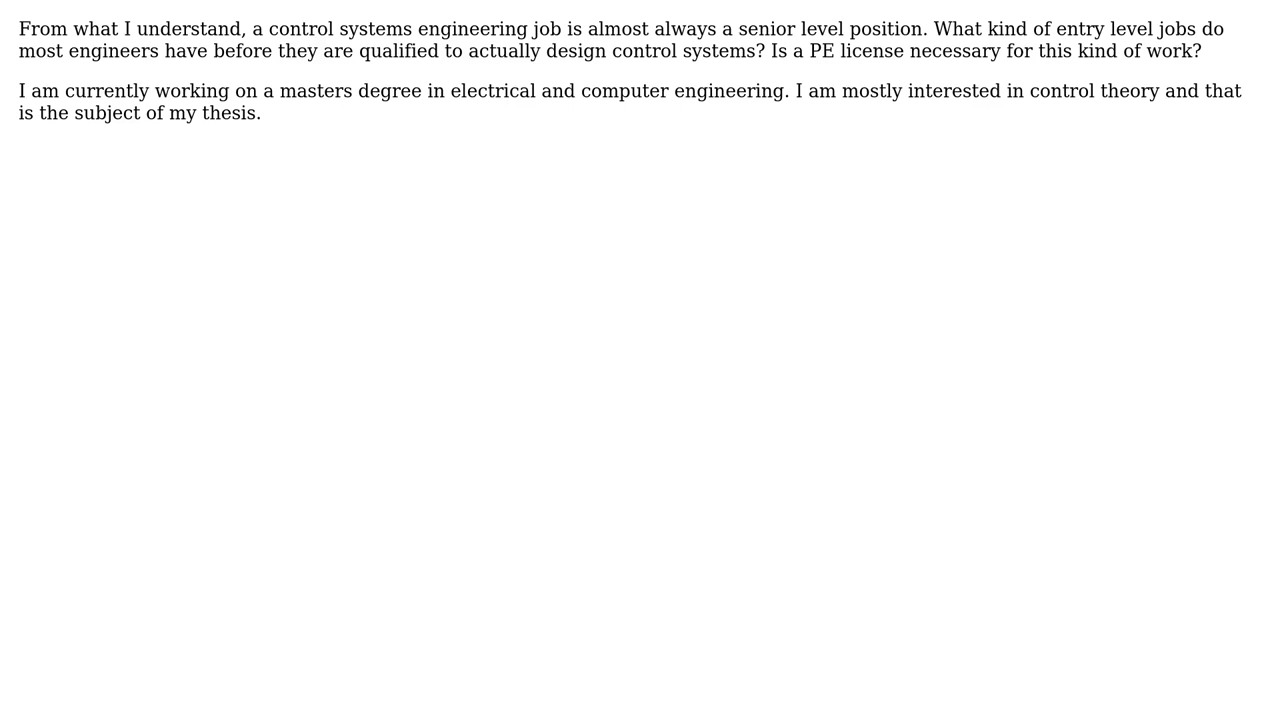 From what I understand, a control systems engineering job is almost always a senior level position. What kind of entry level jobs do
most engineers have before they are qualified to actually design control systems? Is a PE license necessary for this kind of work?
I am currently working on a masters degree in electrical and computer engineering. I am mostly interested in control theory and that
is the subject of my thesis.